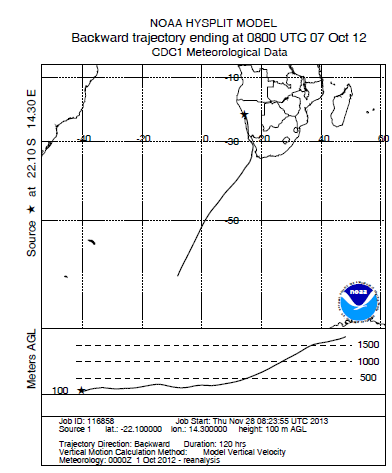 NOAA HYSPLIT MODEL
Backward trajectory ending at 0800 UTC 07 Oct 12
CDC1 Meteorological Data
Source ★ at 22.10 S 14.30 E
-10
-40 -20 0 20 40 60
-30
-50
noaa
Meters AGL
1500
1000
500
100
Job ID: 116858 Job Start: Thu Nov 28 08:23:55 UTC 2013
Source 1 lat.: -22.100000 lon.: 14.300000 height: 100 m AGL
Trajectory Direction: Backward Duration: 120 hrs
Vertical Motion Calculation Method: Model Vertical Velocity
Meteorology: 0000Z 1 Oct 2012 - reanalysis